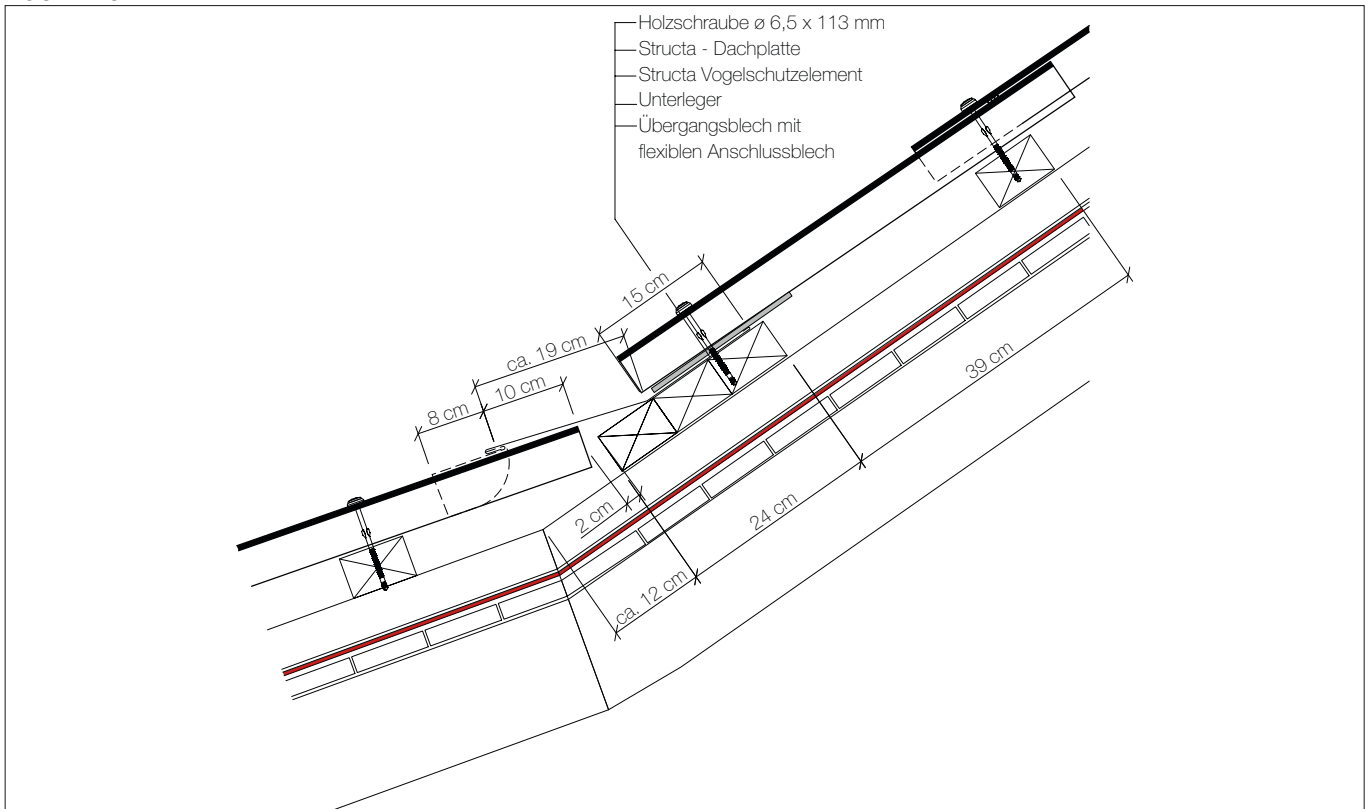 Holzschraube ø 6,5 x 113 mm
Structa - Dachplatte
Structa Vogelschutzelement
Unterleger
Übergangsblech mit
flexiblen Anschlussblech
15 cm
ca. 19 cm
10 cm
8 cm
39 cm
2 cm
24 cm
ca. 12 cm